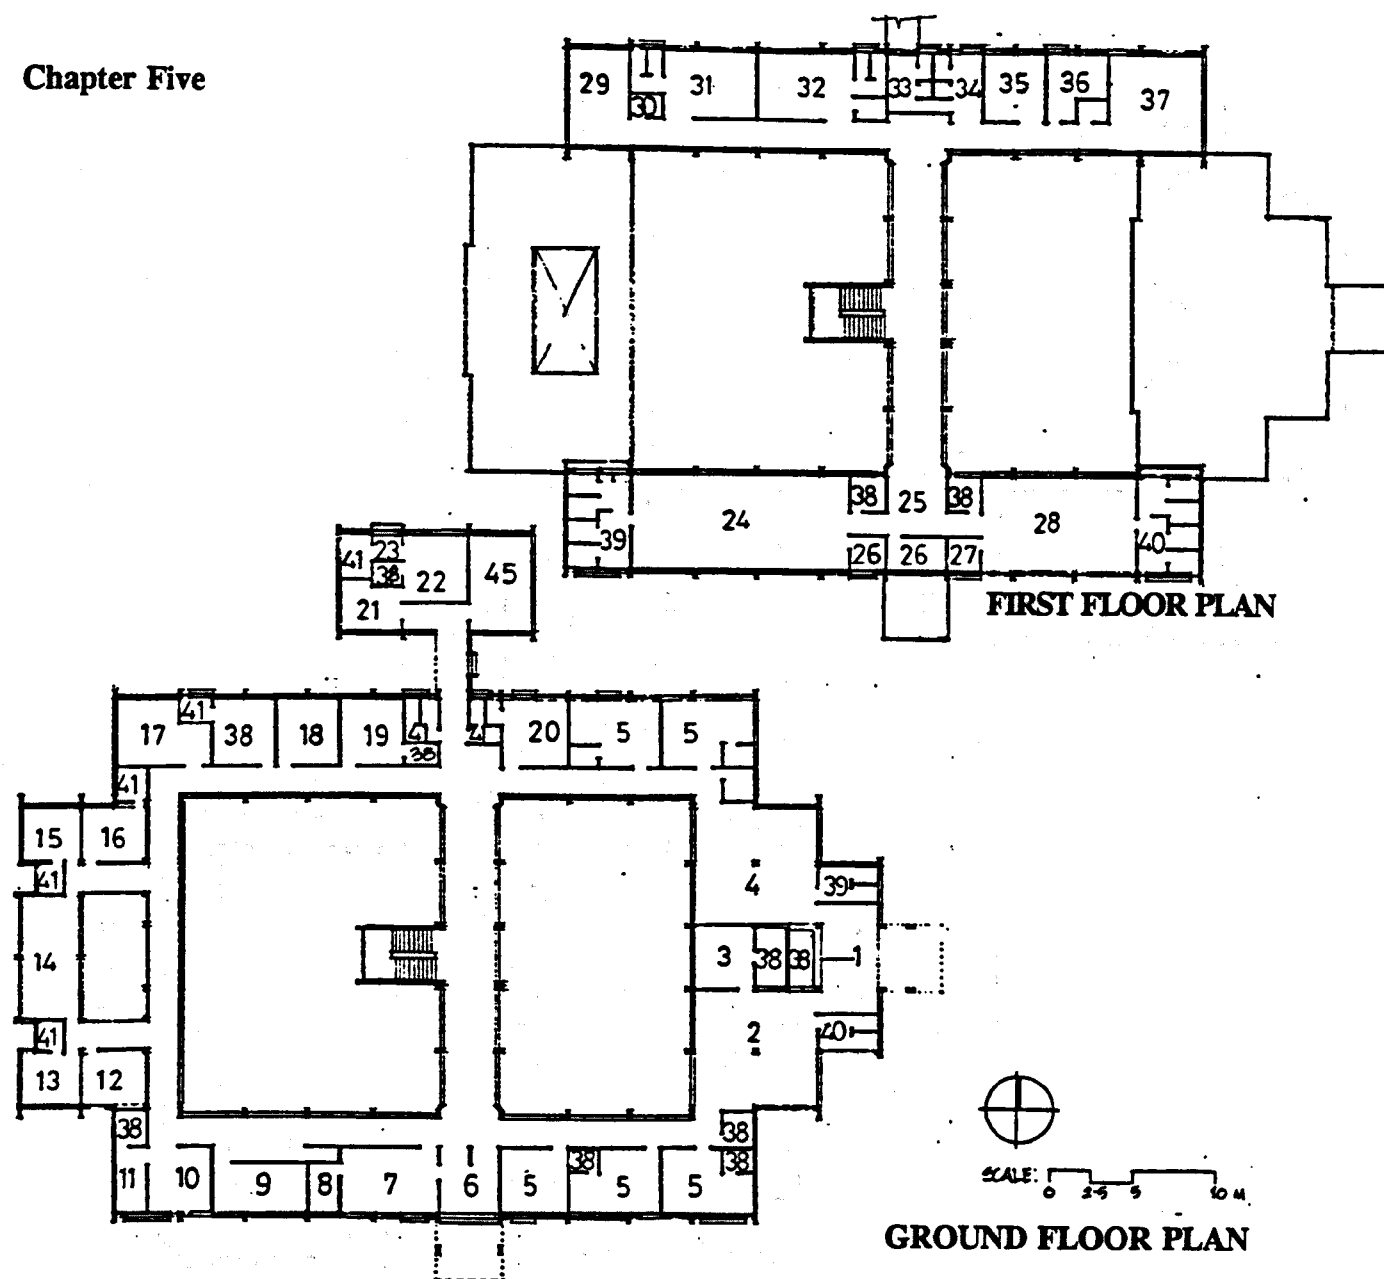 Chapter Five
29 30 31 32 33 34 35 36 37
38 25 38
24 28
39 26 26 27 40
FIRST FLOOR PLAN
41 23 38 22 45
21
17 41 38 18 19 41 38 20 5 5
41
15 16
41
4 39
14 3 38 38 1
41 2 40
13 12
38 38
11 10 9 8 7 6 5 38 5 5 38
SCALE: 0 2.5 5 10 M
GROUND FLOOR PLAN